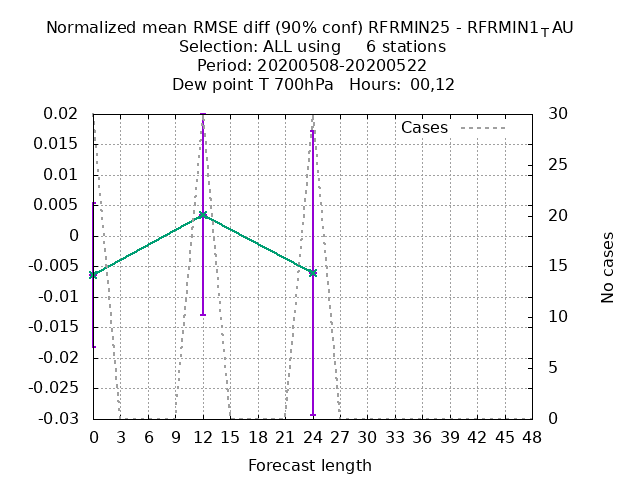 Normalized mean RMSE diff (90% conf) RFRMIN25 - RFRMIN1TAU
Selection: ALL using     6 stations
Period: 20200508-20200522
Dew point T 700hPa   Hours: 00,12
Cases
0.02
0.015
0.01
0.005
0
-0.005
-0.01
-0.015
-0.02
-0.025
-0.03
30
25
20
15
10
5
0
No cases
0 3 6 9 12 15 18 21 24 27 30 33 36 39 42 45 48
Forecast length